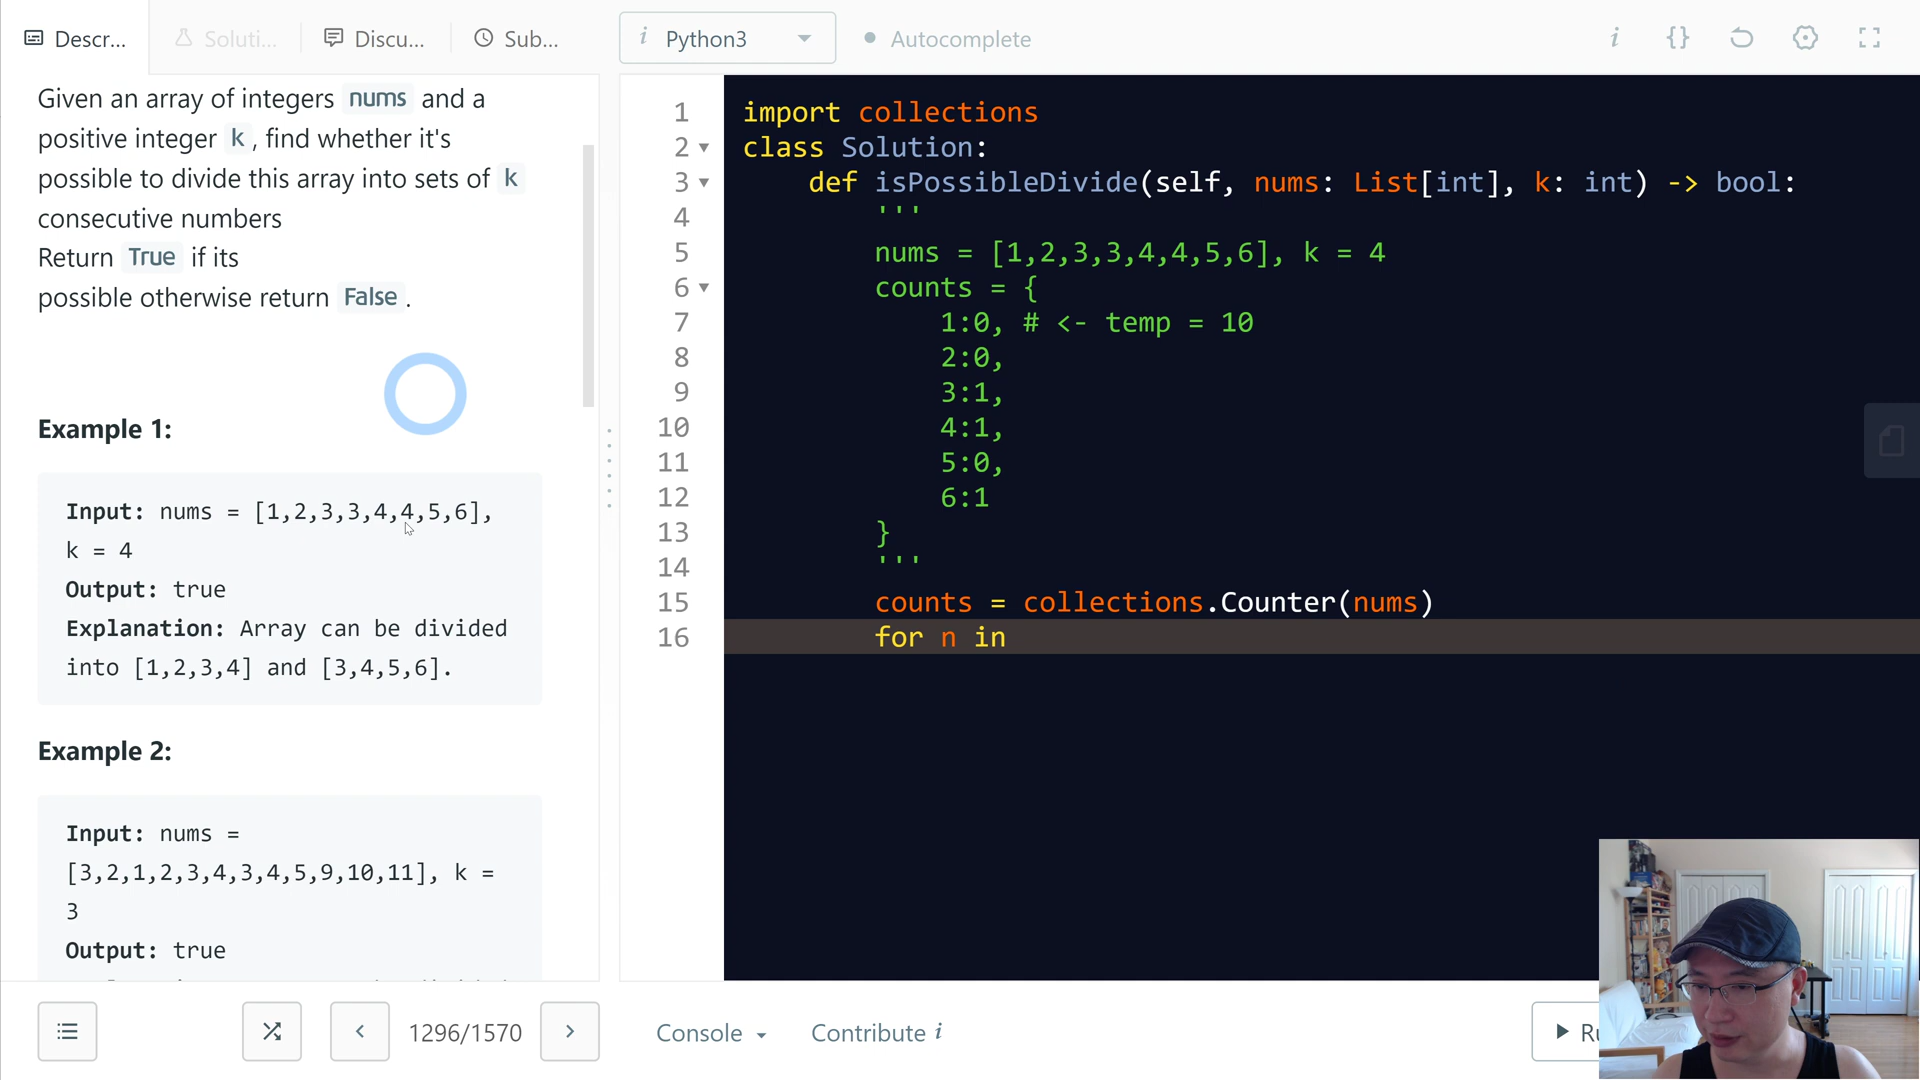 Descr...
Soluti...
Discu...
Sub...
i Python3
Autocomplete
i {}
Given an array of integers nums and a
positive integer k , find whether it's
possible to divide this array into sets of k
consecutive numbers
Return True if its
possible otherwise return False .
Example 1:
Input: nums = [1,2,3,3,4,4,5,6],
k = 4
Output: true
Explanation: Array can be divided
into [1,2,3,4] and [3,4,5,6].
Example 2:
Input: nums =
[3,2,1,2,3,4,3,4,5,9,10,11], k =
3
Output: true
1 import collections
2 class Solution:
3 def isPossibleDivide(self, nums: List[int], k: int) -> bool:
4 '''
5 nums = [1,2,3,3,4,4,5,6], k = 4
6 counts = {
7 1:0, # <- temp = 10
8 2:0,
9 3:1,
10 4:1,
11 5:0,
12 6:1
13 }
14 '''
15 counts = collections.Counter(nums)
16 for n in
1296/1570
Console
Contribute i